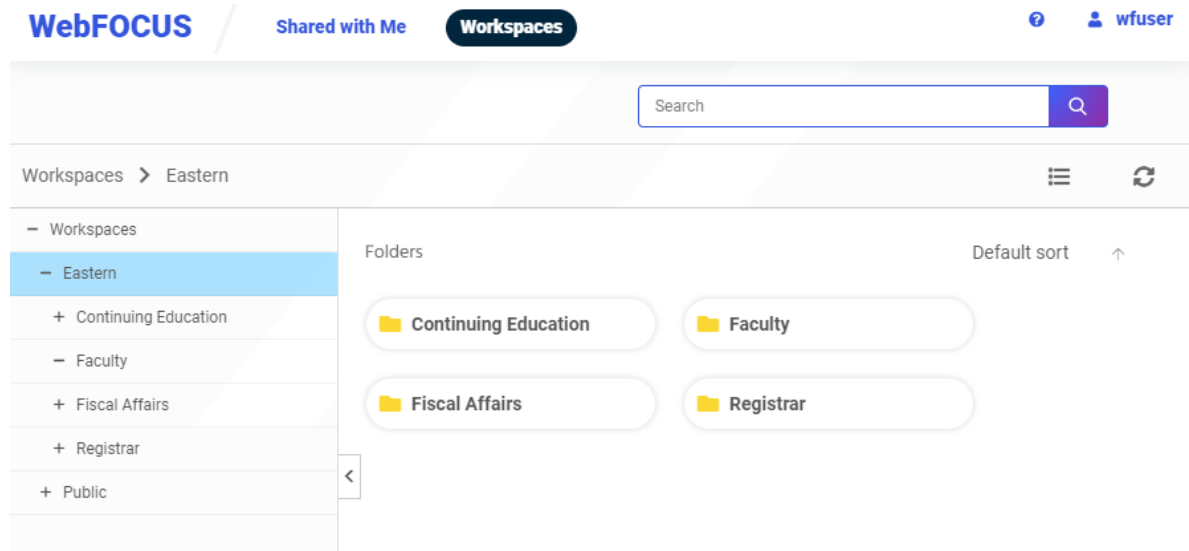 WebFOCUS
Shared with Me
Workspaces
wfuser
Search
Workspaces > Eastern
Workspaces
Eastern
Continuing Education
Faculty
Fiscal Affairs
Registrar
Public
Folders
Default sort
Continuing Education
Faculty
Fiscal Affairs
Registrar